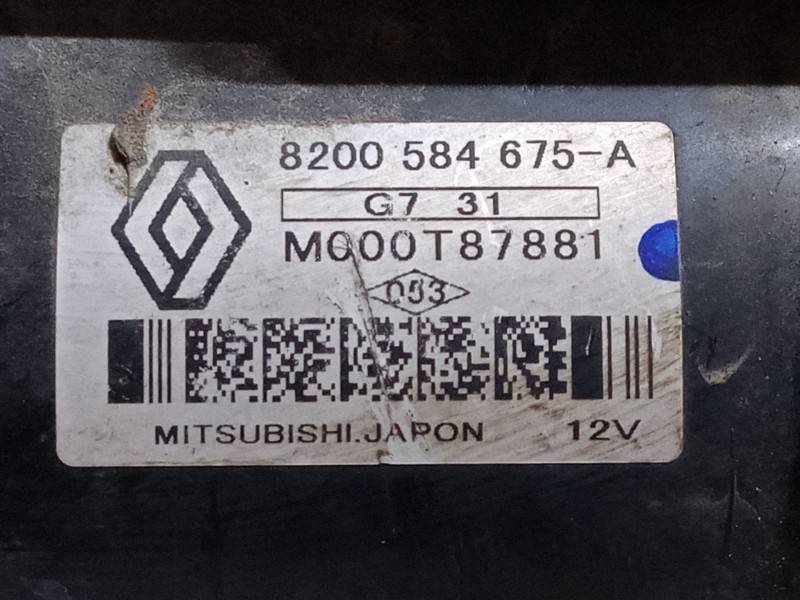 8200 584 675-A
G7 31
M000T87881
053
MITSUBISHI.JAPON 12V